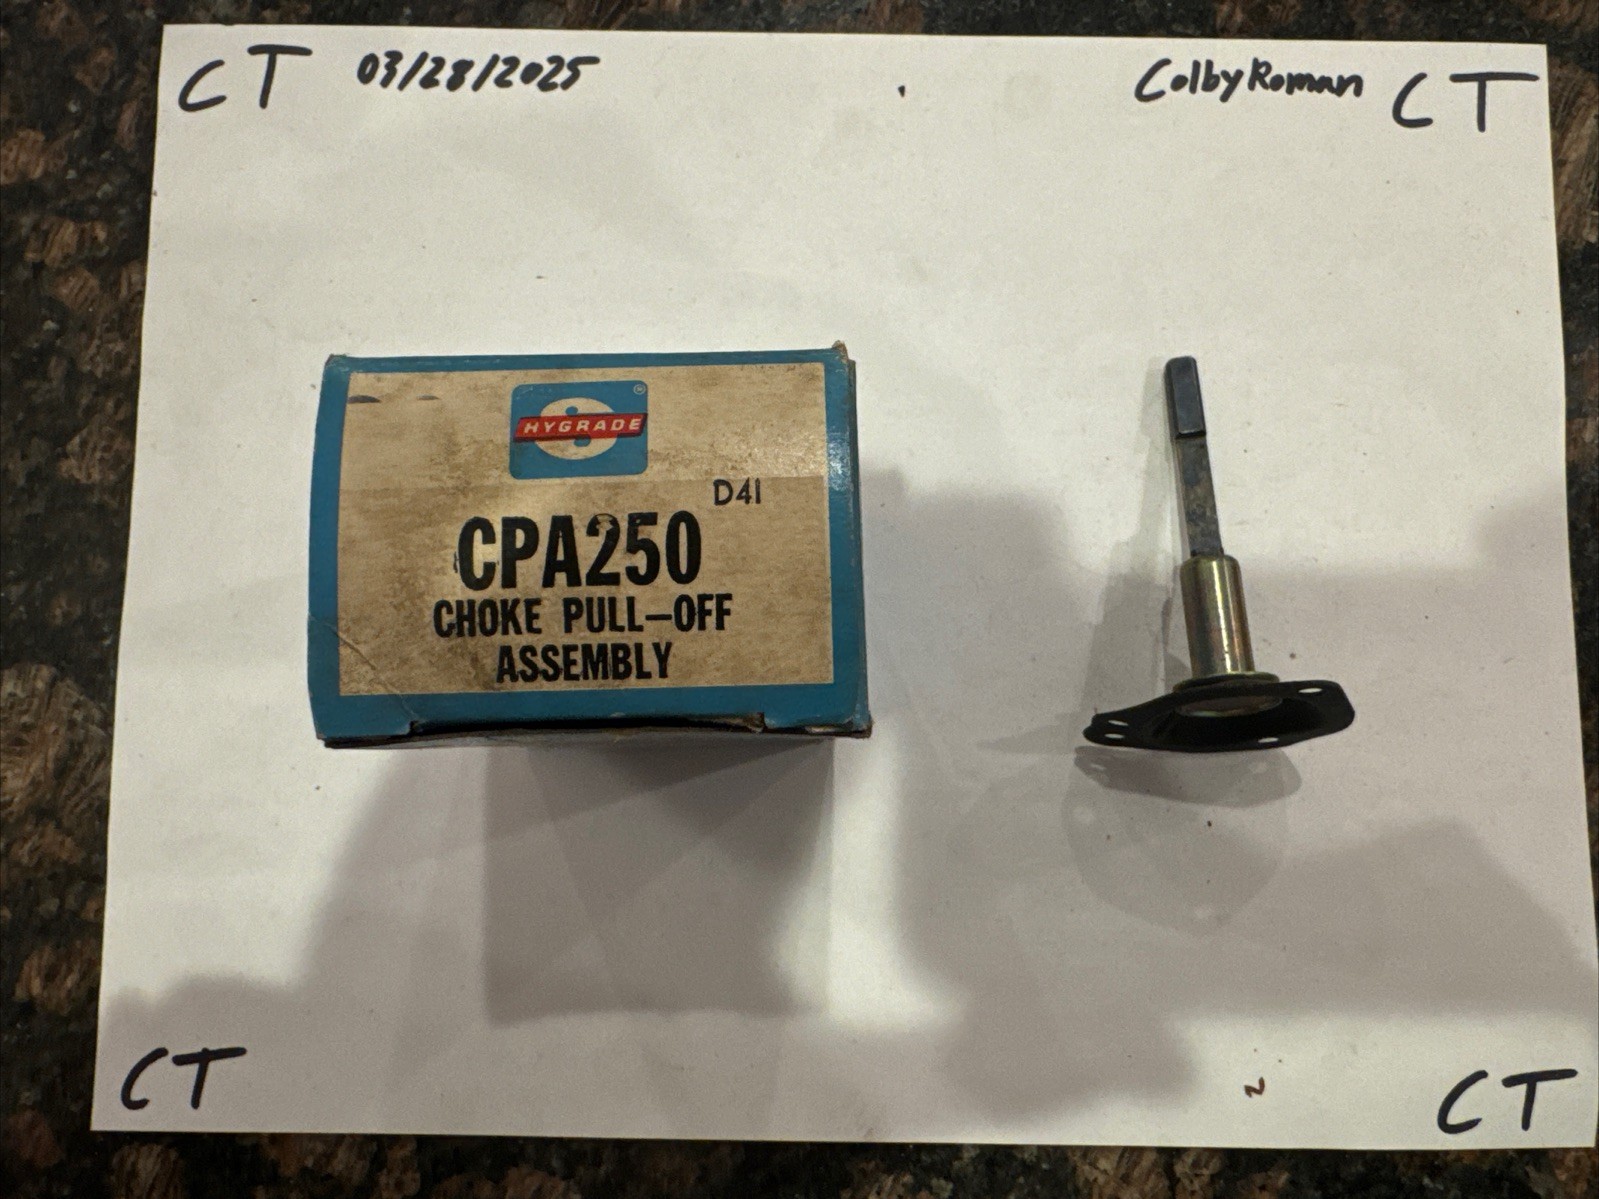 CT 03/28/2025 ColbyRoman CT
HYGRADE ®
D41
CPA250
CHOKE PULL-OFF
ASSEMBLY
CT
CT